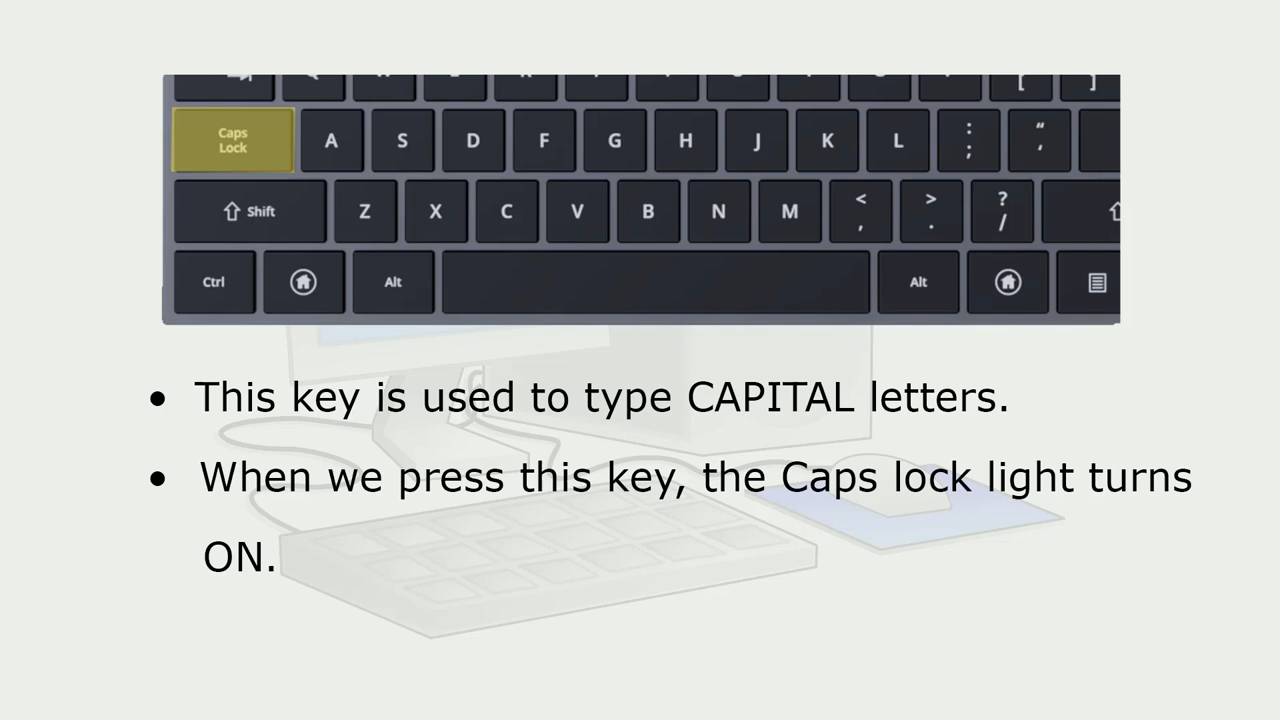 [ ]
Caps Lock A S D F G H J K L : ; “ ‘
Shift Z X C V B N M < , > . ? /
Ctrl Alt Alt
• This key is used to type CAPITAL letters.
• When we press this key, the Caps lock light turns
ON.